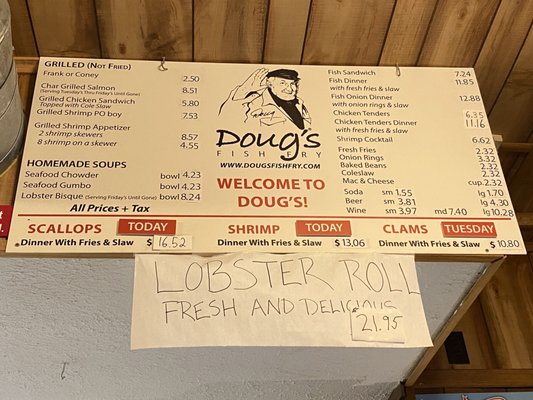 GRILLED (NOT FRIED)
Frank or Coney 2.50
Char Grilled Salmon 8.51
(Serving Tuesdays Thru Fridays Until Gone)
Grilled Chicken Sandwich 5.80
Topped with Cole Slaw
Grilled Shrimp PO boy 7.53
Grilled Shrimp Appetizer
2 shrimp skewers 8.57
8 shrimp on a skewer 4.55
HOMEMADE SOUPS
Seafood Chowder bowl 4.23
Seafood Gumbo bowl 4.23
Lobster Bisque (Serving Friday Until Gone) bowl 8.24
All Prices + Tax
DOUG'S
FISH FRY
WWW.DOUGSFISHFRY.COM
WELCOME TO
DOUG'S!
Fish Sandwich 7.24
Fish Dinner 11.85
with fresh fries & slaw
Fish Onion Dinner 12.88
with onion rings & slaw
Chicken Tenders 6.35
Chicken Tenders Dinner 11.16
with fresh fries & slaw
Shrimp Cocktail 6.62
Fresh Fries 2.32
Onion Rings 3.32
Baked Beans 2.32
Coleslaw 2.32
Mac & Cheese cup 2.32
Soda sm 1.55 lg 1.70
Beer sm 3.81 lg 4.30
Wine sm 3.97 md 7.40 lg 10.28
SCALLOPS TODAY
Dinner With Fries & Slaw $ 16.52
SHRIMP TODAY
Dinner With Fries & Slaw $ 13.06
CLAMS TUESDAY
Dinner With Fries & Slaw $ 10.80
LOBSTER ROLL
FRESH AND DELICIOUS
21.95